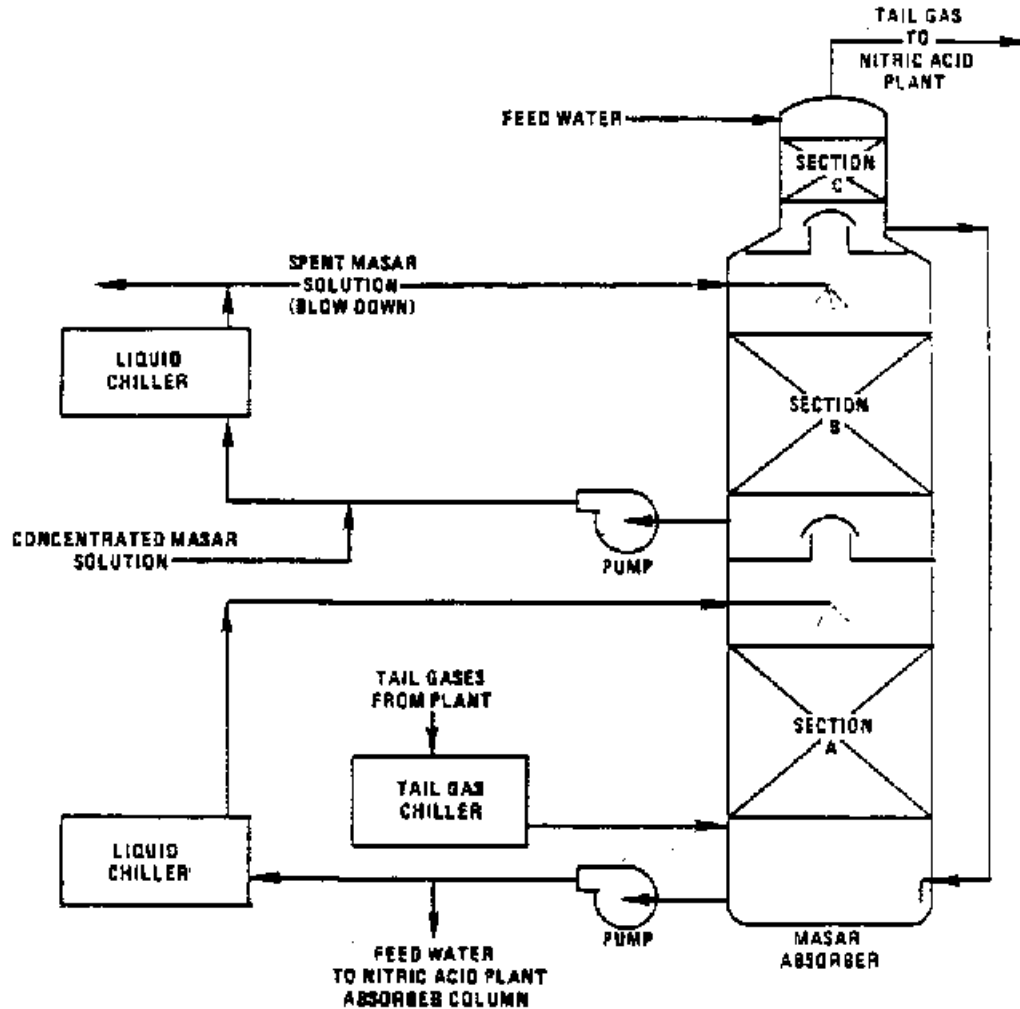 TAIL GAS
TO
NITRIC ACID
PLANT
FEED WATER
SECTION
C
SPENT MASAR
SOLUTION
(BLOW DOWN)
LIQUID
CHILLER
SECTION
B
CONCENTRATED MASAR
SOLUTION
PUMP
TAIL GASES
FROM PLANT
SECTION
A
TAIL GAS
CHILLER
LIQUID
CHILLER
PUMP
MASAR
ABSORBER
FEED WATER
TO NITRIC ACID PLANT
ABSORBER COLUMN